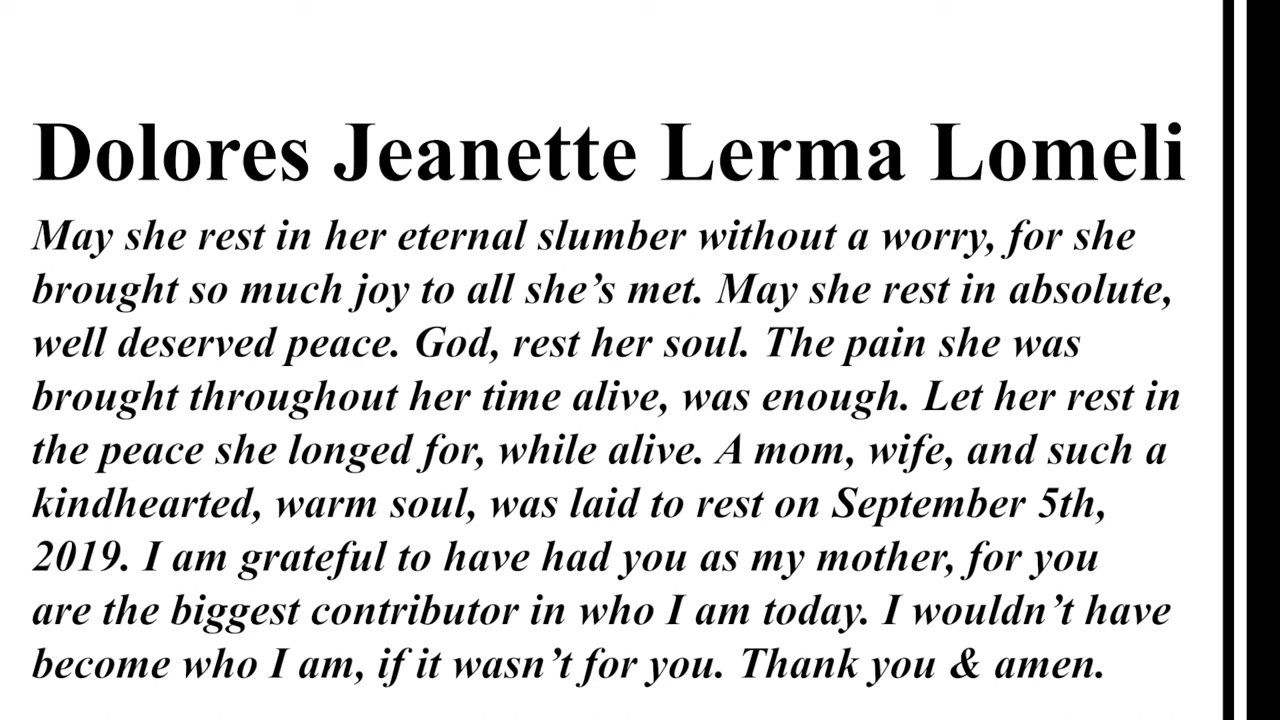 Dolores Jeanette Lerma Lomeli
May she rest in her eternal slumber without a worry, for she
brought so much joy to all she’s met. May she rest in absolute,
well deserved peace. God, rest her soul. The pain she was
brought throughout her time alive, was enough. Let her rest in
the peace she longed for, while alive. A mom, wife, and such a
kindhearted, warm soul, was laid to rest on September 5th,
2019. I am grateful to have had you as my mother, for you
are the biggest contributor in who I am today. I wouldn’t have
become who I am, if it wasn’t for you. Thank you & amen.